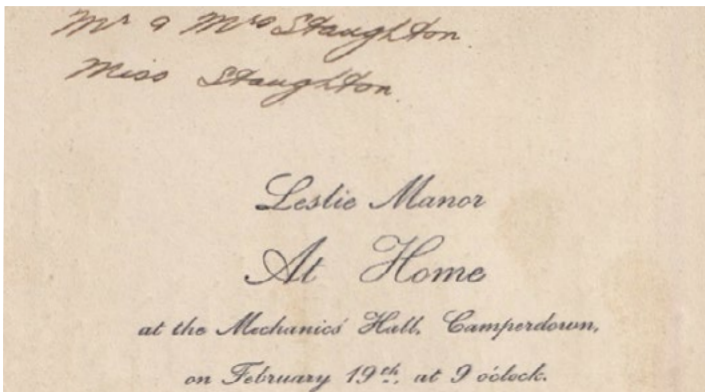 Mr & Mrs Staughton
Miss Staughton.
Leslie Manor
At Home
at the Mechanics' Hall, Camperdown,
on February 19th, at 9 o'clock.